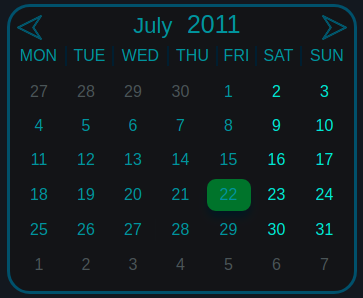 July 2011
MON TUE WED THU FRI SAT SUN
27 28 29 30 1 2 3
4 5 6 7 8 9 10
11 12 13 14 15 16 17
18 19 20 21 22 23 24
25 26 27 28 29 30 31
1 2 3 4 5 6 7